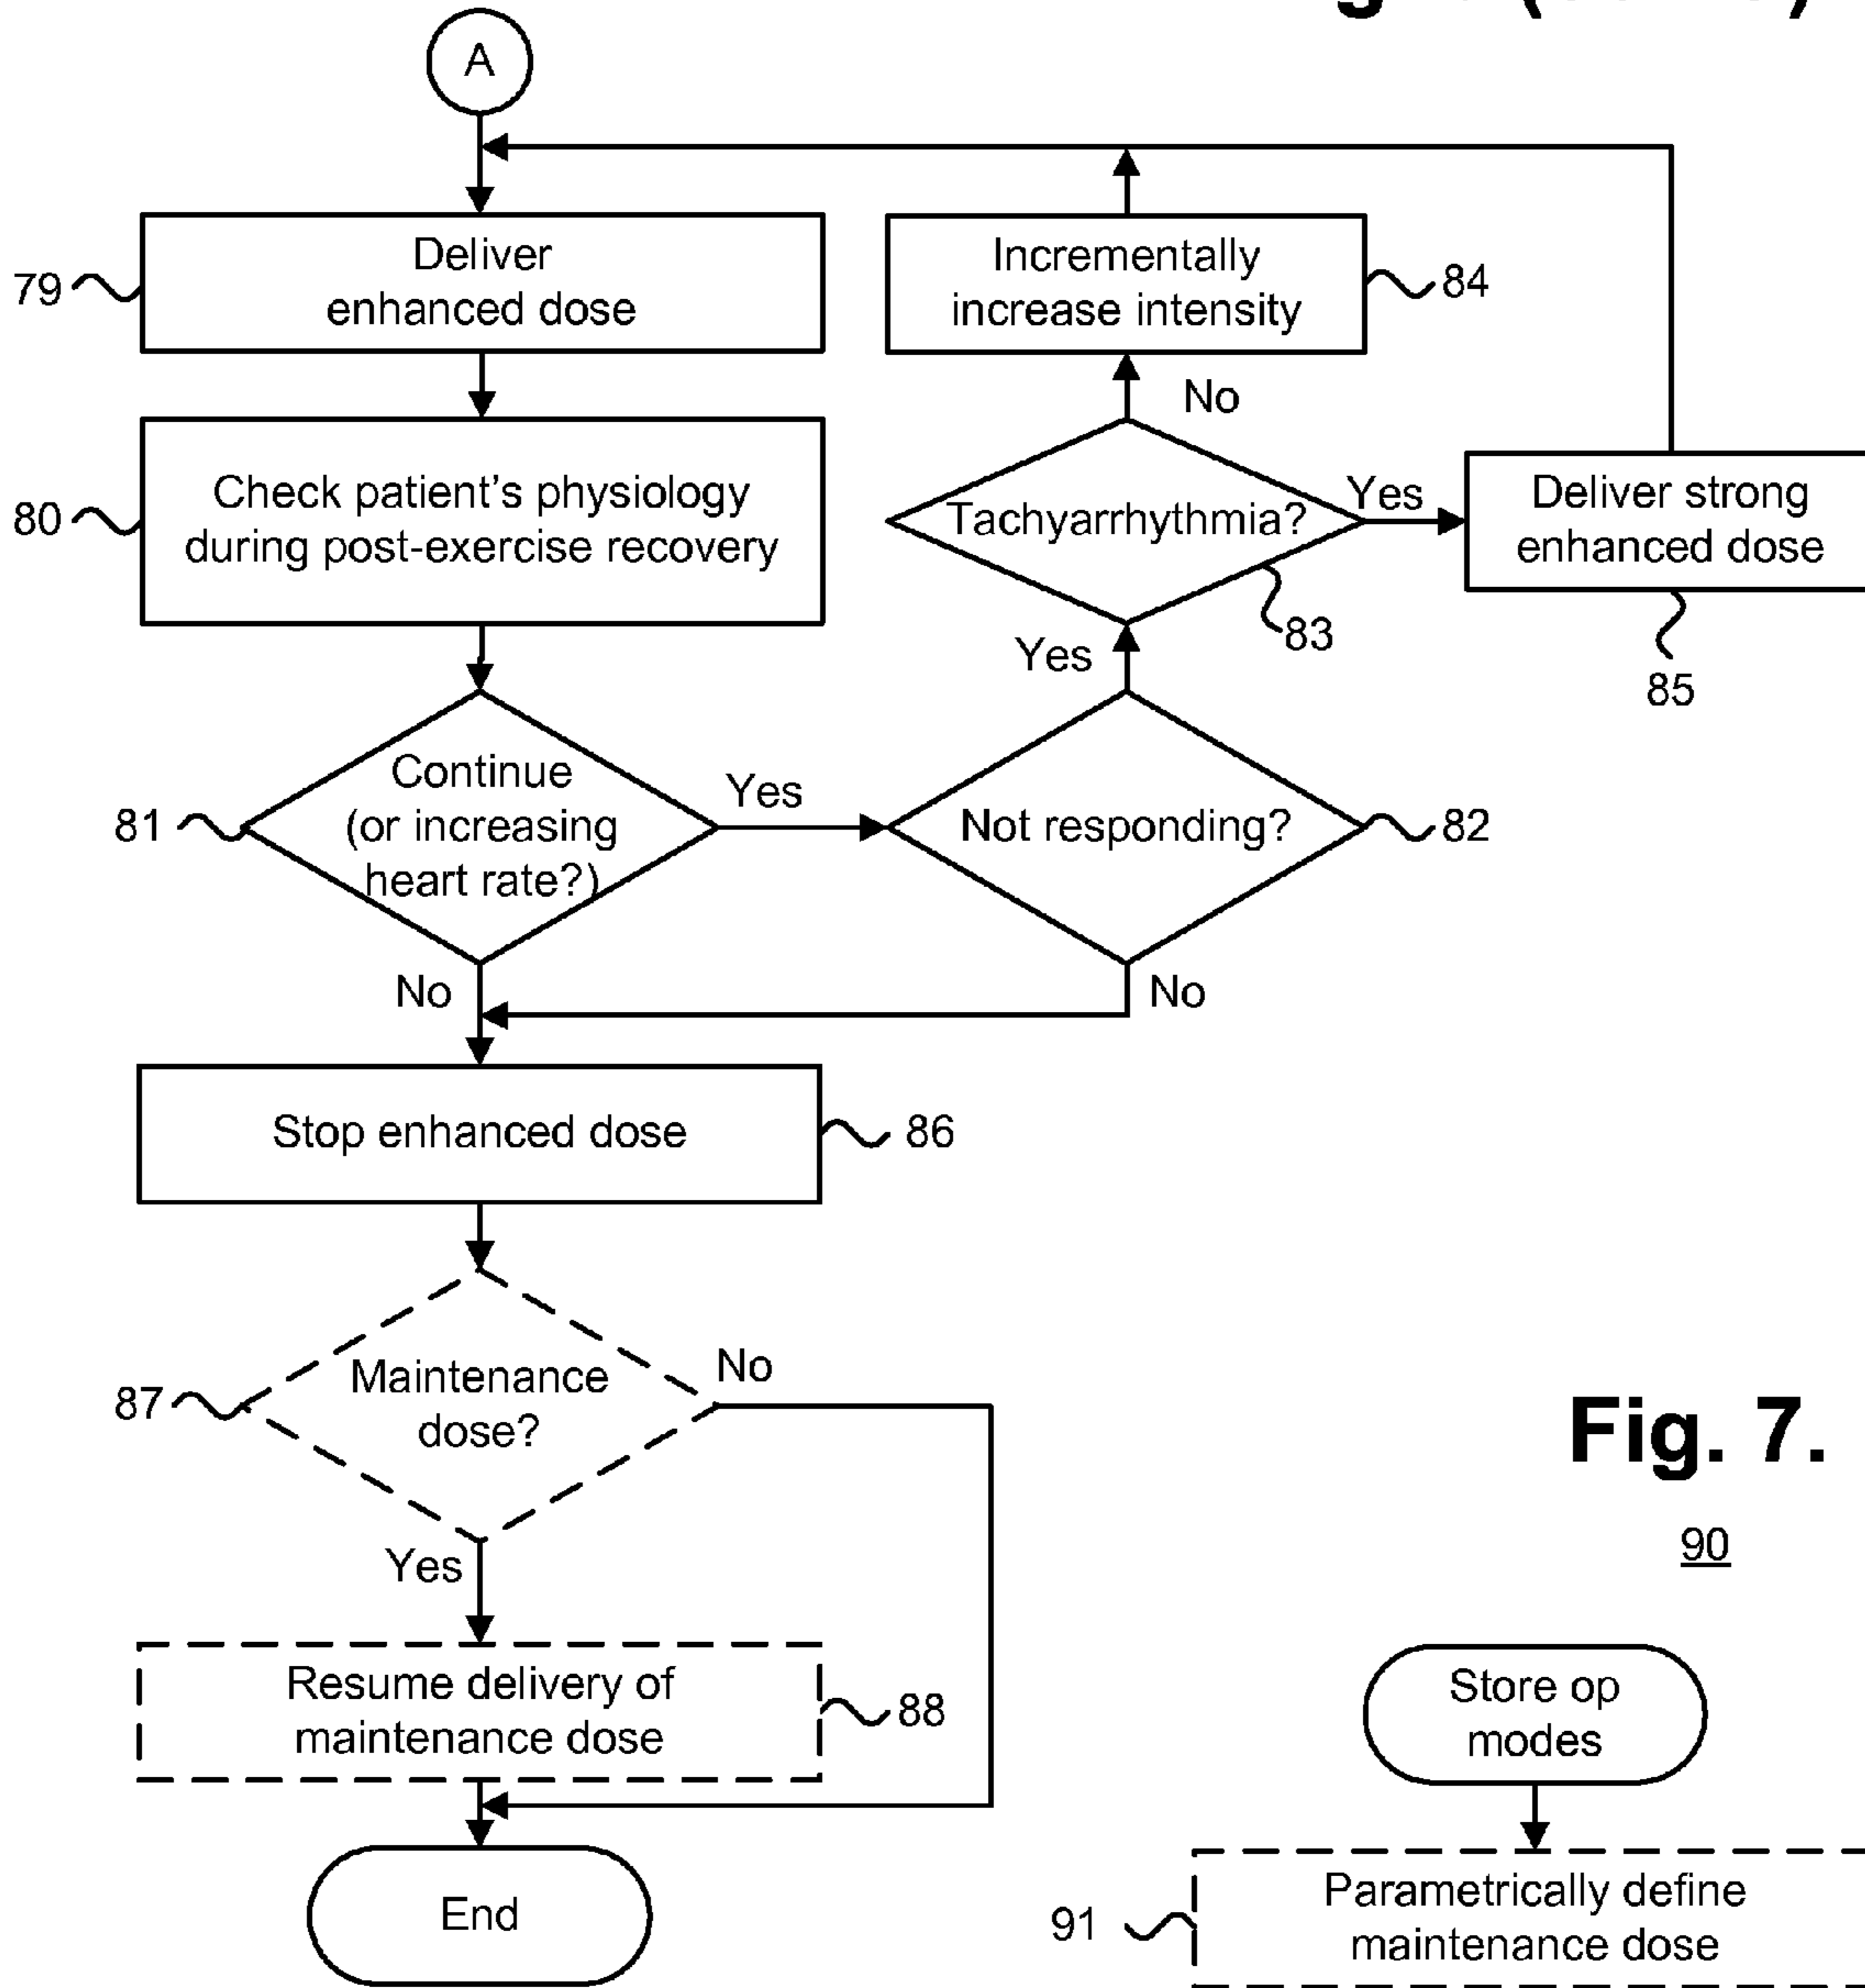 A
Deliver
enhanced dose
79
Incrementally
increase intensity
84
No
Check patient's physiology
during post-exercise recovery
80
Tachyarrhythmia?
Yes
Deliver strong
enhanced dose
83
85
Yes
Continue
(or increasing
heart rate?)
81
Yes
Not responding?
82
No
No
Stop enhanced dose
86
Maintenance
dose?
87
No
Yes
Resume delivery of
maintenance dose
88
End
Fig. 7.
90
Store op
modes
Parametrically define
maintenance dose
91